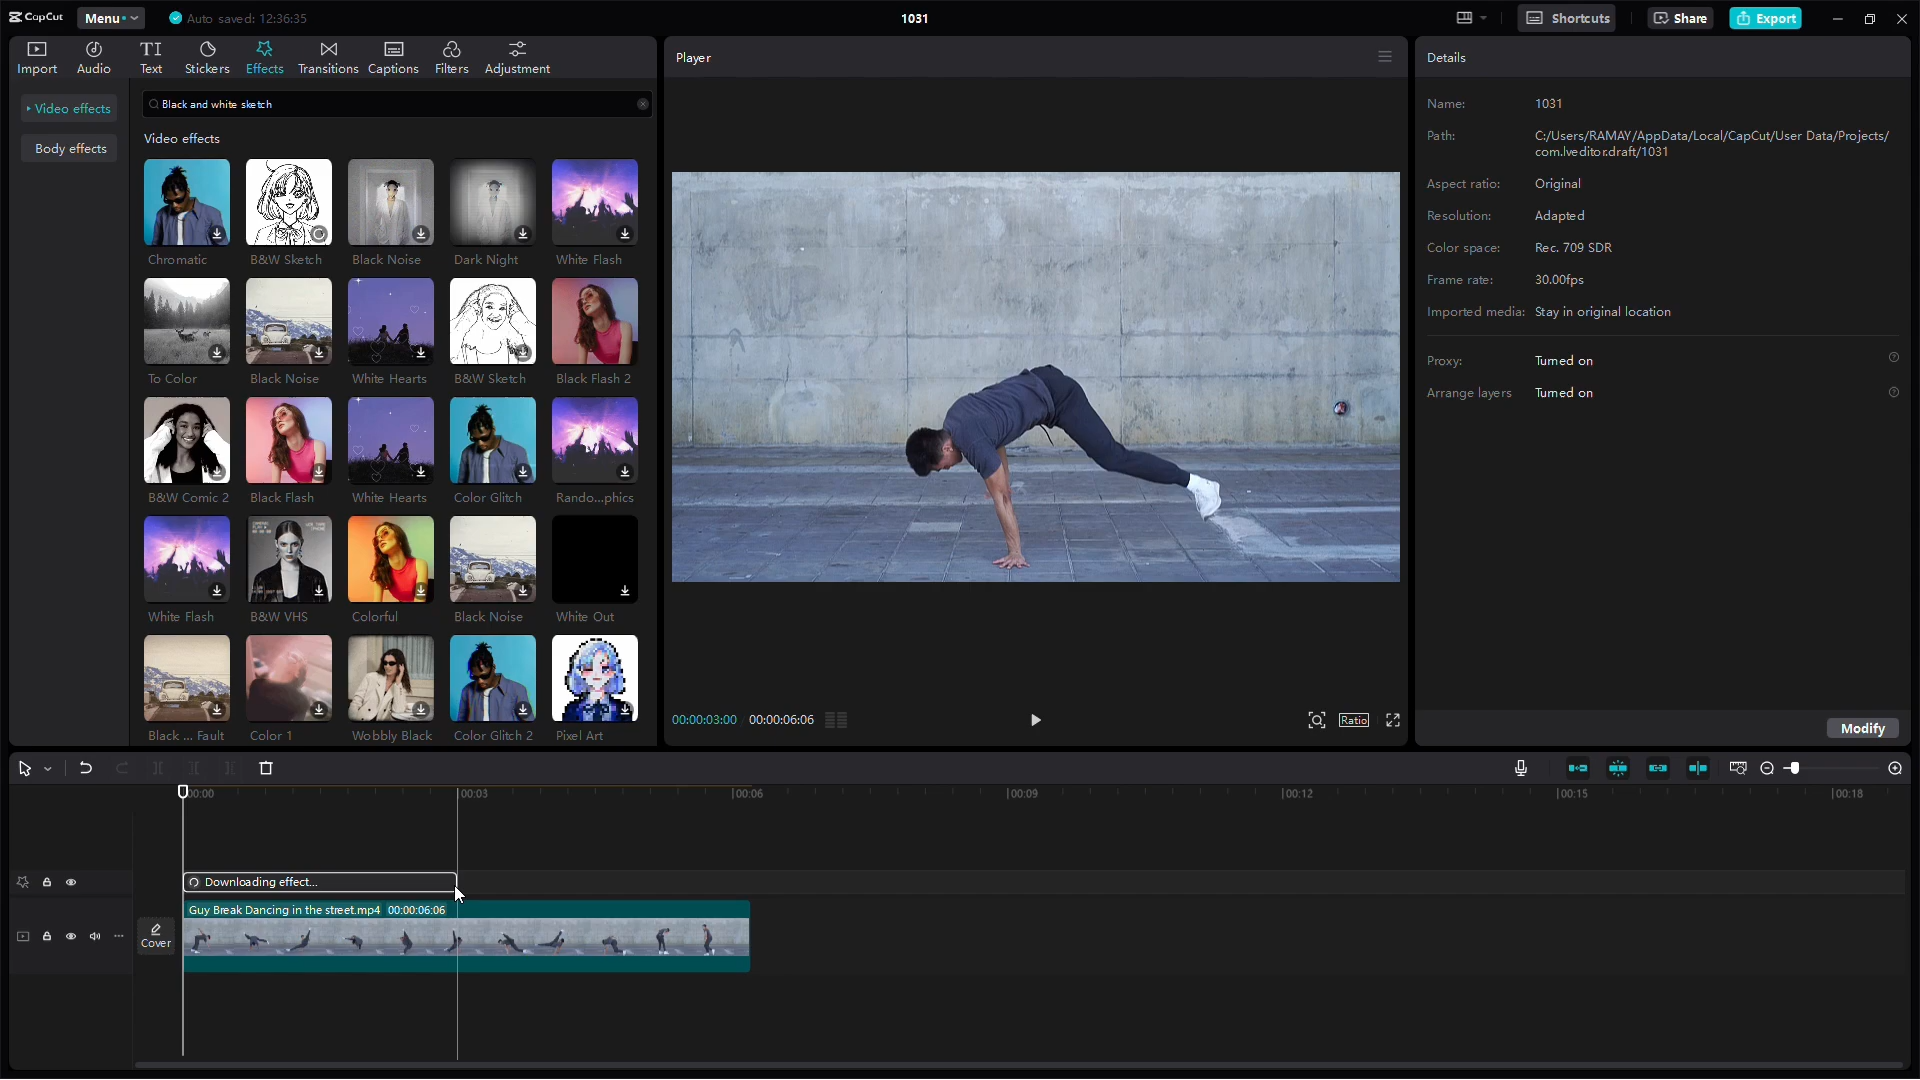 CapCut
Menu
Auto saved: 12:36:35
1031
Shortcuts
Share
Export
Import
Audio
TI
Text
Stickers
Effects
Transitions
Captions
Filters
Adjustment
Video effects
Body effects
Black and white sketch
Video effects
Chromatic
B&W Sketch
Black Noise
Dark Night
White Flash
To Color
Black Noise
White Hearts
B&W Sketch
Black Flash 2
B&W Comic 2
Black Flash
White Hearts
Color Glitch
Rando...phics
White Flash
B&W VHS
Colorful
Black Noise
White Out
Black ... Fault
Color 1
Wobbly Black
Color Glitch 2
Pixel Art
Player
00:00:03:00
00:00:06:06
Ratio
Details
Name: 1031
Path: C:/Users/RAMAY/AppData/Local/CapCut/User Data/Projects/
com.lveditor.draft/1031
Aspect ratio: Original
Resolution: Adapted
Color space: Rec. 709 SDR
Frame rate: 30.00fps
Imported media: Stay in original location
Proxy: Turned on
Arrange layers Turned on
Modify
00:00
00:03
00:06
00:09
00:12
00:15
00:18
Downloading effect...
Guy Break Dancing in the street.mp4 00:00:06:06
Cover